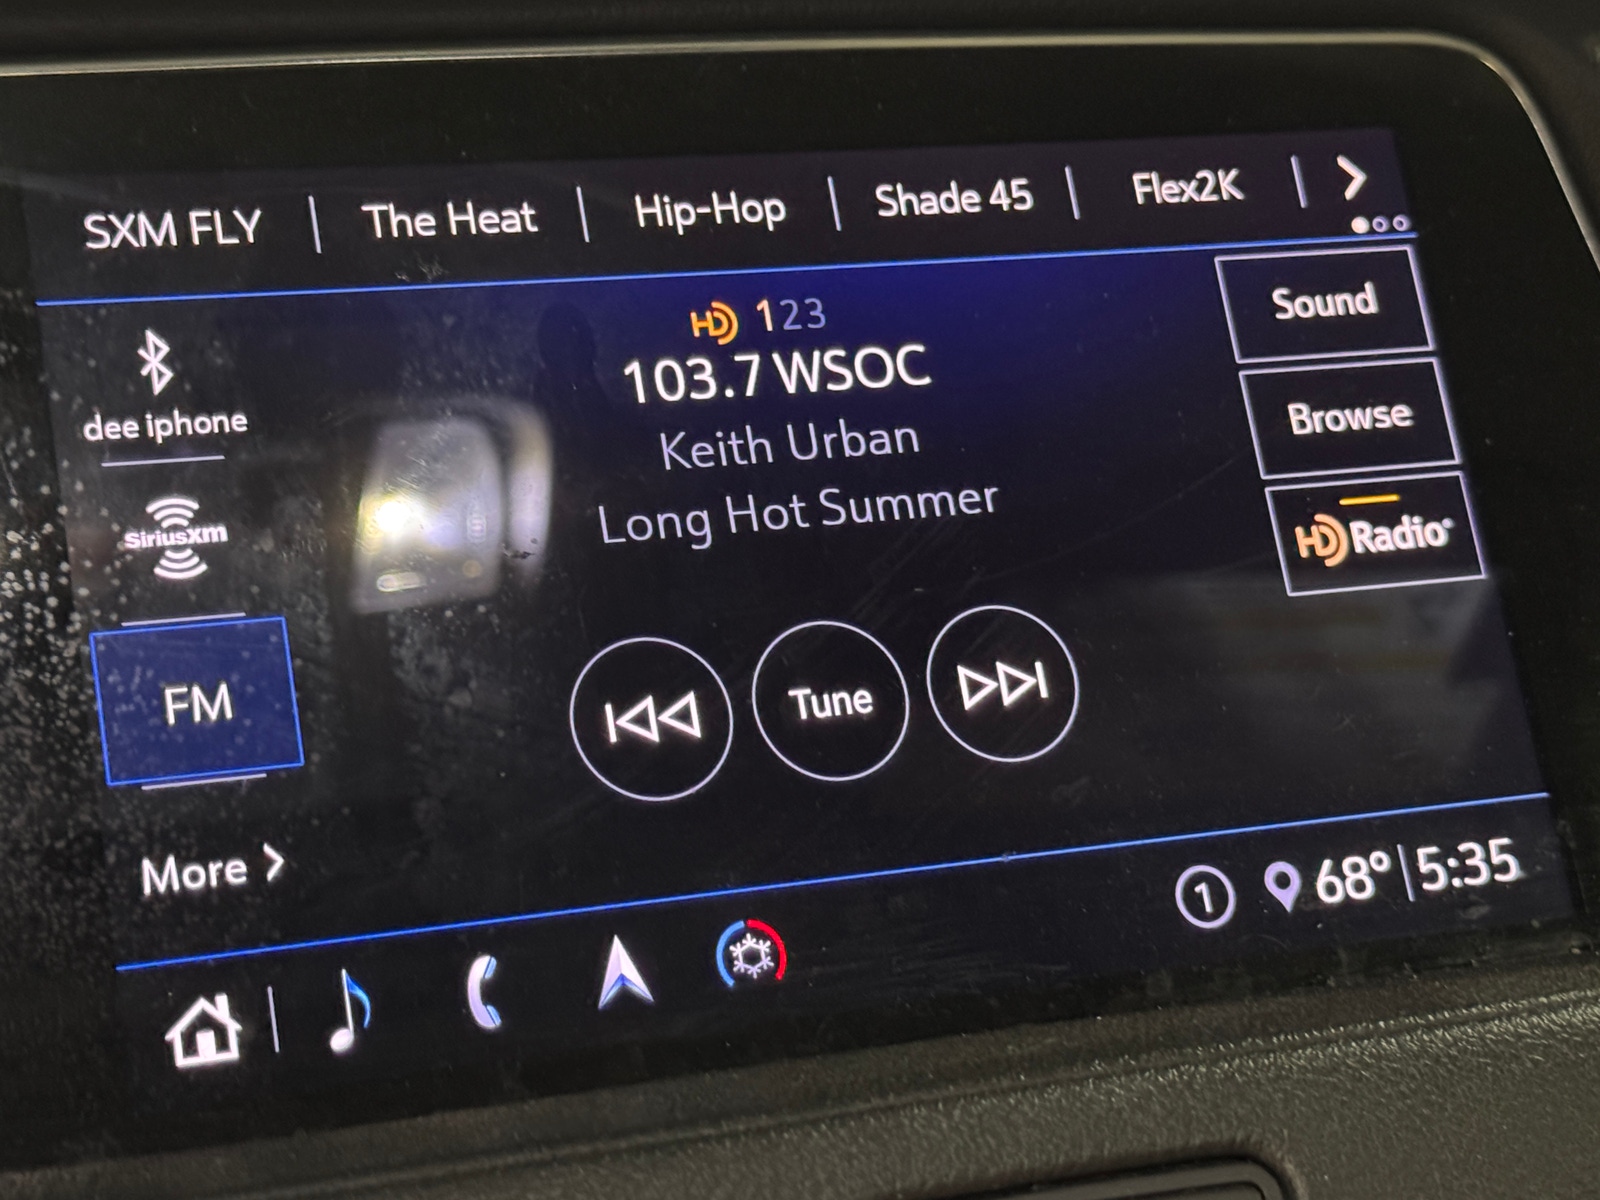 SXM FLY | The Heat | Hip-Hop | Shade 45 | Flex2K
HD 123
103.7 WSOC
Keith Urban
Long Hot Summer
Sound
Browse
HD Radio®
dee iphone
SiriusXM
FM
More
Tune
1 68° | 5:35